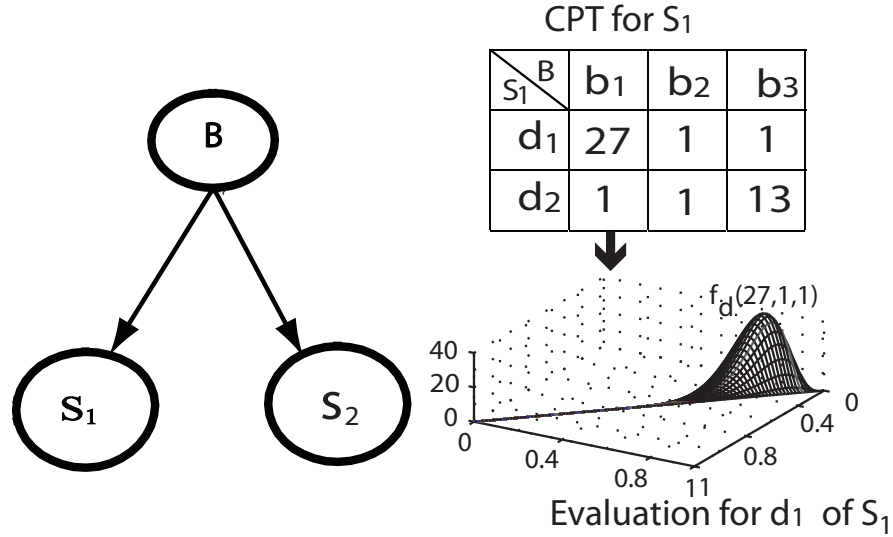 CPT for S1
B
S1
b1
b2
b3
d1
27
1
1
d2
1
1
13
B
S1
S2
fd.(27,1,1)
40
20
0
0
0.4
0.8
11
0.8
0.4
0
Evaluation for d1 of S1